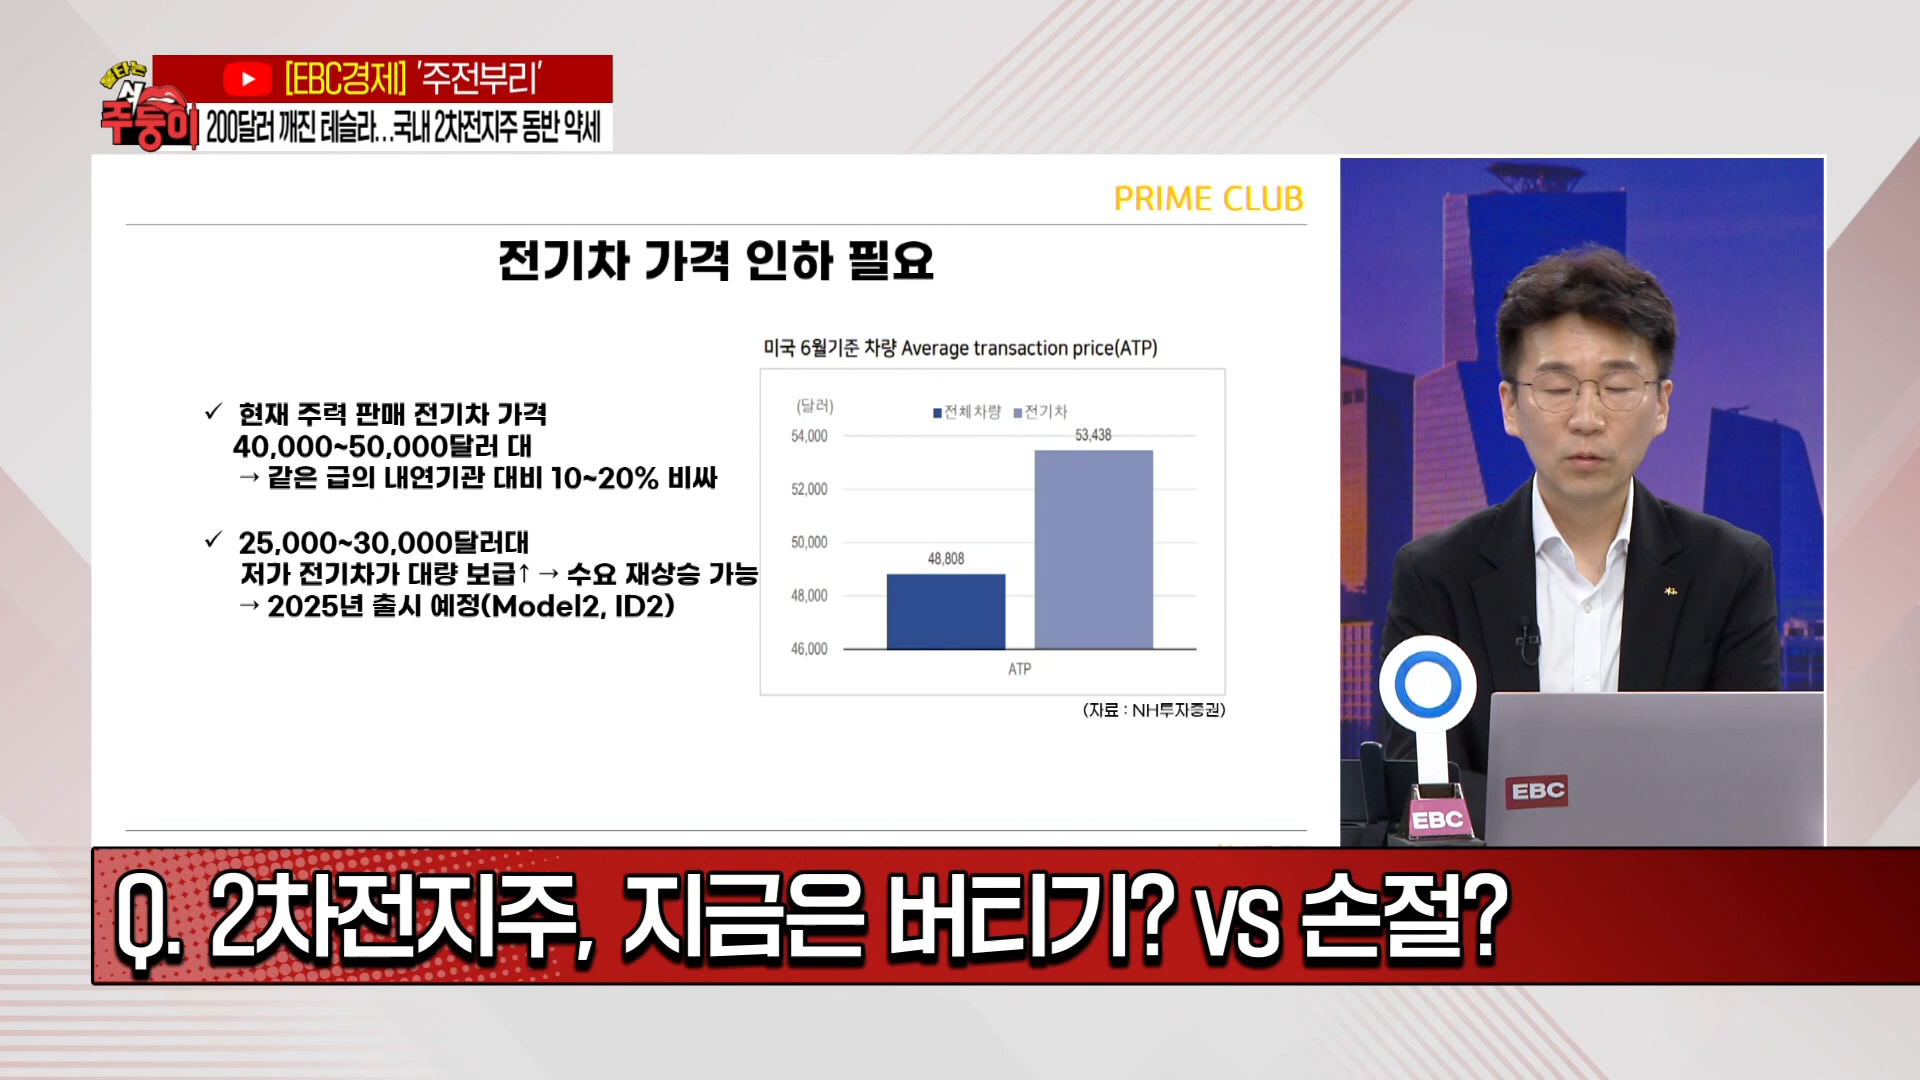 불타는
주둥이
[EBC경제] '주전부리'
200달러 깨진 테슬라...국내 2차전지주 동반 약세
PRIME CLUB
전기차 가격 인하 필요
✓ 현재 주력 판매 전기차 가격
40,000~50,000달러 대
→ 같은 급의 내연기관 대비 10~20% 비싸
✓ 25,000~30,000달러대
저가 전기차가 대량 보급↑ → 수요 재상승 가능
→ 2025년 출시 예정(Model2, ID2)
미국 6월기준 차량 Average transaction price(ATP)
(달러)
전체차량 전기차
54,000
53,438
52,000
50,000
48,808
48,000
46,000
ATP
(자료 : NH투자증권)
EBC
EBC
Q. 2차전지주, 지금은 버티기? vs 손절?